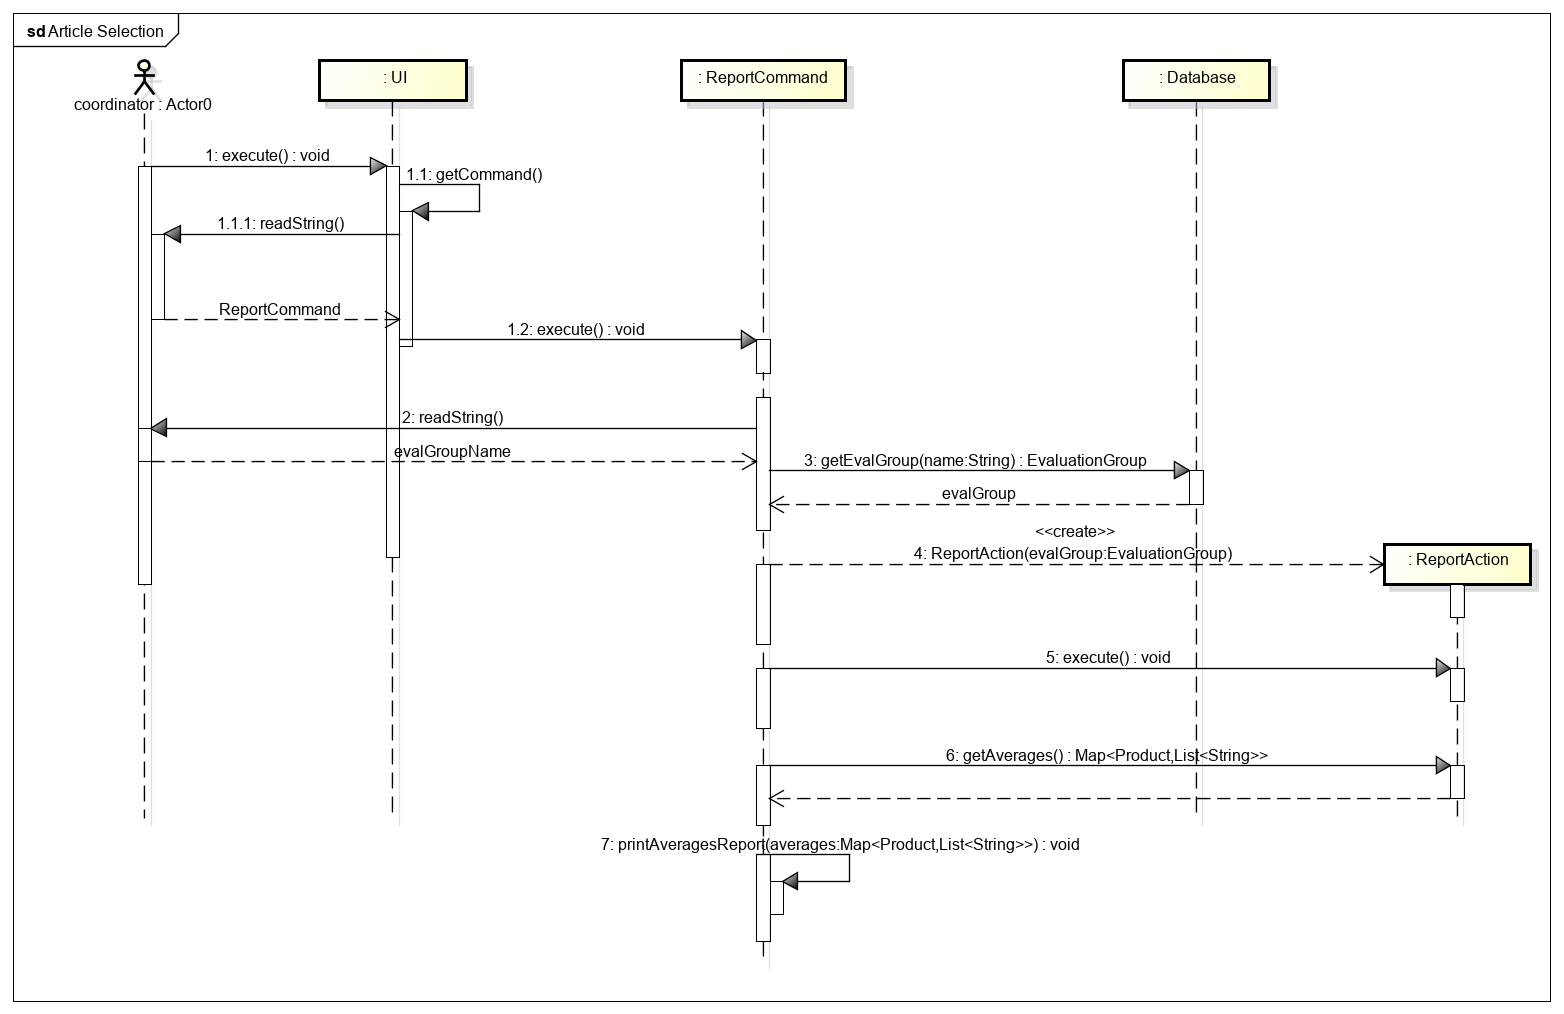 sd Article Selection
coordinator : Actor0
: UI
: ReportCommand
: Database
1: execute() : void
1.1: getCommand()
1.1.1: readString()
ReportCommand
1.2: execute() : void
2: readString()
evalGroupName
3: getEvalGroup(name:String) : EvaluationGroup
evalGroup
<<create>>
4: ReportAction(evalGroup:EvaluationGroup)
: ReportAction
5: execute() : void
6: getAverages() : Map<Product,List<String>>
7: printAveragesReport(averages:Map<Product,List<String>>) : void